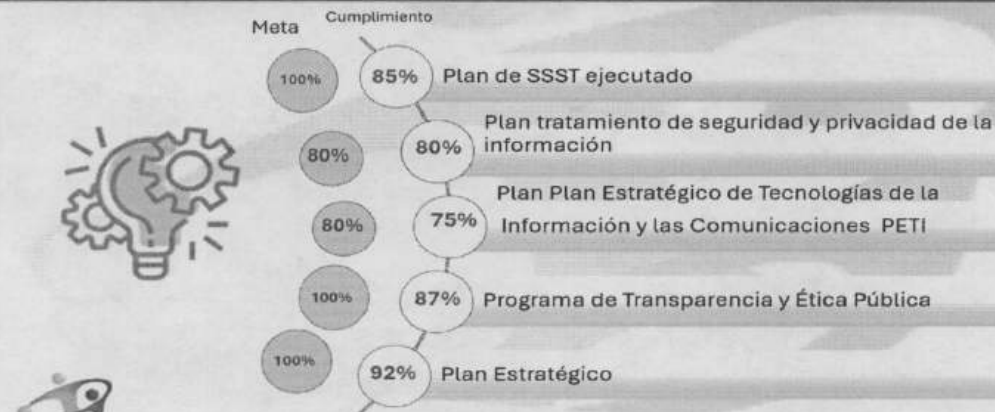 Meta Cumplimiento
100% 85% Plan de SSST ejecutado
80% 80% Plan tratamiento de seguridad y privacidad de la
información
80% 75% Plan Plan Estratégico de Tecnologías de la
Información y las Comunicaciones PETI
100% 87% Programa de Transparencia y Ética Pública
100% 92% Plan Estratégico